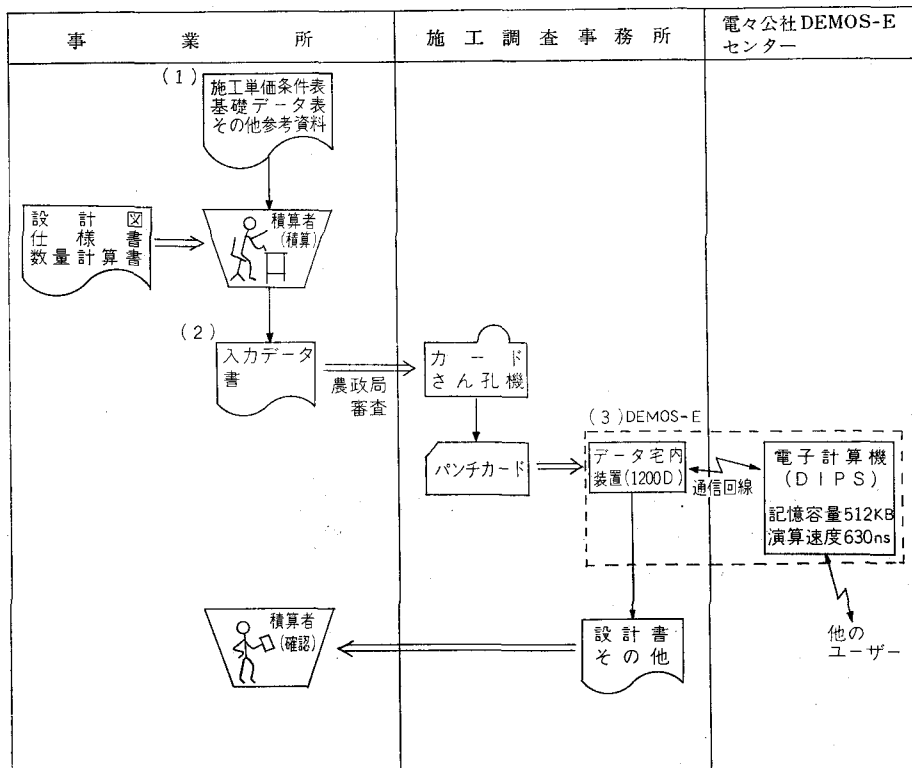 事業所
施工調査事務所
電々公社DEMOS-E
センター
(1)
施工単価条件表
基礎データ表
その他参考資料
設計図
仕様書
数量計算書
積算者
(積算)
(2)
入力データ
書
農政局
審査
カード
さん孔機
パンチカード
(3)DEMOS-E
データ宅内
装置(1200D)
通信回線
電子計算機
(DIPS)
記憶容量512KB
演算速度630ns
他の
ユーザー
設計書
その他
積算者
(確認)